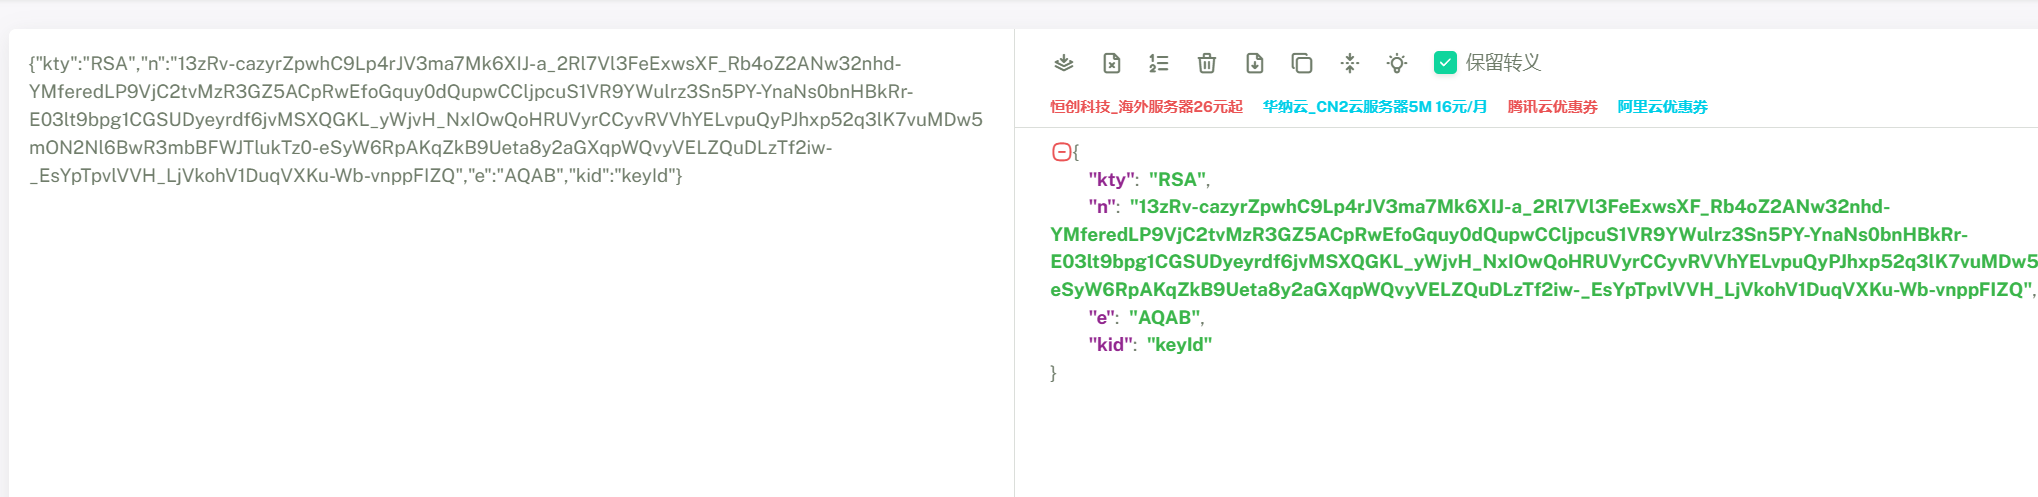 {"kty":"RSA","n":"13zRv-cazyrZpwhC9Lp4rJV3ma7Mk6XIJ-a_2Rl7Vl3FeExwsXF_Rb4oZ2ANw32nhd-
YMferedLP9VjC2tvMzR3GZ5ACpRwEfoGquy0dQupwCCljpcuS1VR9YWulrz3Sn5PY-YnaNs0bnHBkRr-
E03lt9bpg1CGSUDyeyrdf6jvMSXQGKL_yWjvH_NxIOwQoHRUVyrCCyvRVVhYELvpuQyPJhxp52q3lK7vuMDw5
mON2Nl6BwR3mbBFWJTlukTz0-eSyW6RpAKqZkB9Ueta8y2aGXqpWQvyVELZQuDLzTf2iw-
_EsYpTpvlVVH_LjVkohV1DuqVXKu-Wb-vnppFIZQ","e":"AQAB","kid":"keyId"}
保留转义
恒创科技_海外服务器26元起 华纳云_CN2云服务器5M 16元/月 腾讯云优惠券 阿里云优惠券
{
"kty": "RSA",
"n": "13zRv-cazyrZpwhC9Lp4rJV3ma7Mk6XIJ-a_2Rl7Vl3FeExwsXF_Rb4oZ2ANw32nhd-
YMferedLP9VjC2tvMzR3GZ5ACpRwEfoGquy0dQupwCCljpcuS1VR9YWulrz3Sn5PY-YnaNs0bnHBkRr-
E03lt9bpg1CGSUDyeyrdf6jvMSXQGKL_yWjvH_NxIOwQoHRUVyrCCyvRVVhYELvpuQyPJhxp52q3lK7vuMDw5
eSyW6RpAKqZkB9Ueta8y2aGXqpWQvyVELZQuDLzTf2iw-_EsYpTpvlVVH_LjVkohV1DuqVXKu-Wb-vnppFIZQ",
"e": "AQAB",
"kid": "keyId"
}